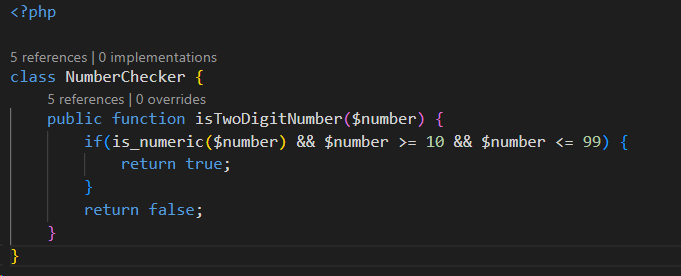 <?php
5 references | 0 implementations
class NumberChecker {
5 references | 0 overrides
public function isTwoDigitNumber($number) {
if(is_numeric($number) && $number >= 10 && $number <= 99) {
return true;
}
return false;
}
}